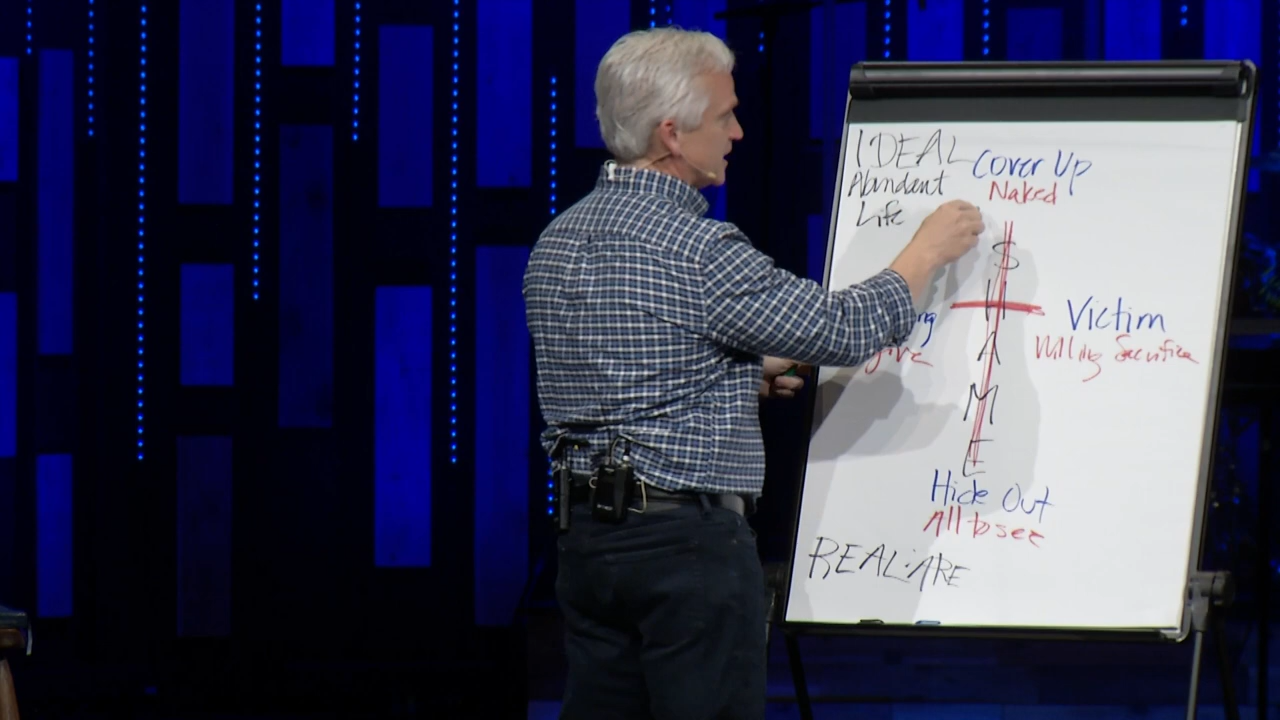 IDEAL
Abundant
Life
Cover Up
Naked
S
H
A
M
E
Victim
Willing Sacrifice
Hide Out
All to see
REAL:ARE